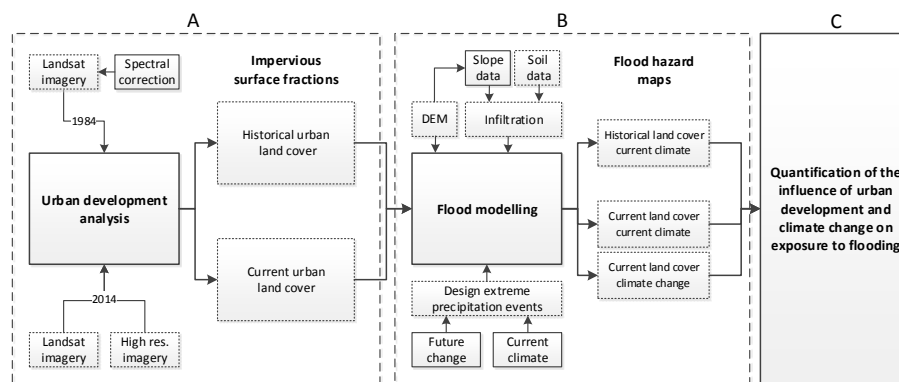 A
B
C
Landsat
imagery
Spectral
correction
Impervious
surface fractions
1984
Historical urban
land cover
Urban development
analysis
Current urban
land cover
2014
Landsat
imagery
High res.
imagery
Slope
data
Soil
data
Flood hazard
maps
DEM
Infiltration
Historical land cover
current climate
Flood modelling
Current land cover
current climate
Current land cover
climate change
Design extreme
precipitation events
Future
change
Current
climate
Quantification of the
influence of urban
development and
climate change on
exposure to flooding